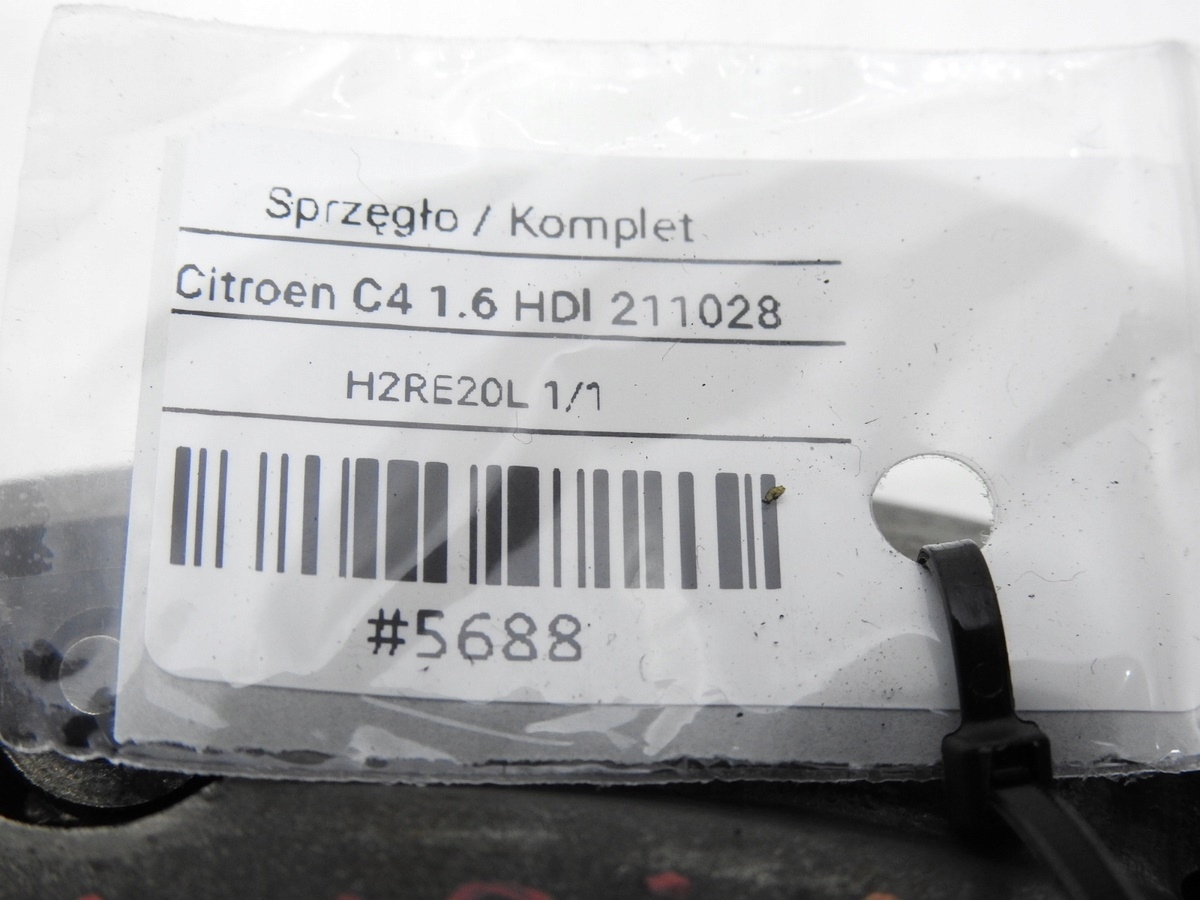 Sprzęgło / Komplet
Citroen C4 1.6 HDI 211028
H2RE20L 1/1
#5688